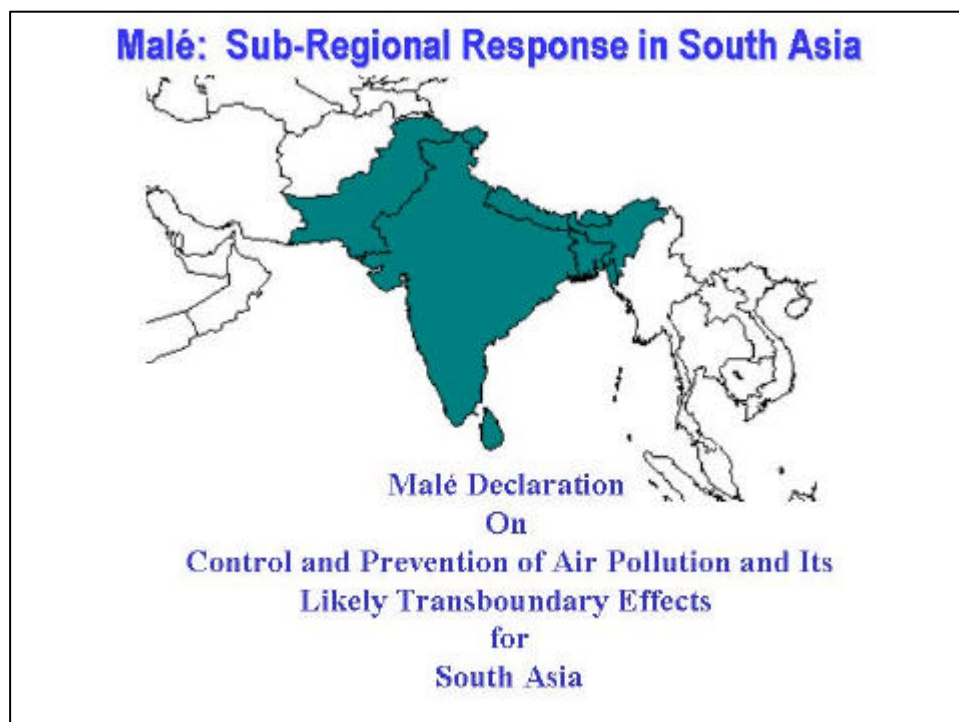 Malé: Sub-Regional Response in South Asia
Malé Declaration
On
Control and Prevention of Air Pollution and Its
Likely Transboundary Effects
for
South Asia